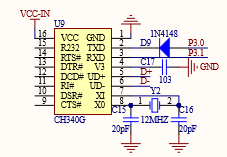 VCC-IN
U9
1N4148
16 VCC GND 1
15 R232 TXD 2 D9 P3.0
14 RTS# RXD 3 P3.1
13 DTR# V3 4 C17 GND
12 DCD# UD+ 5 D+ 103
11 RI# UD- 6 D-
10 DSR# XI 7 Y2
9 CTS# X0 8 1 2
CH340G C15 C16
20pF 12MHZ 20pF